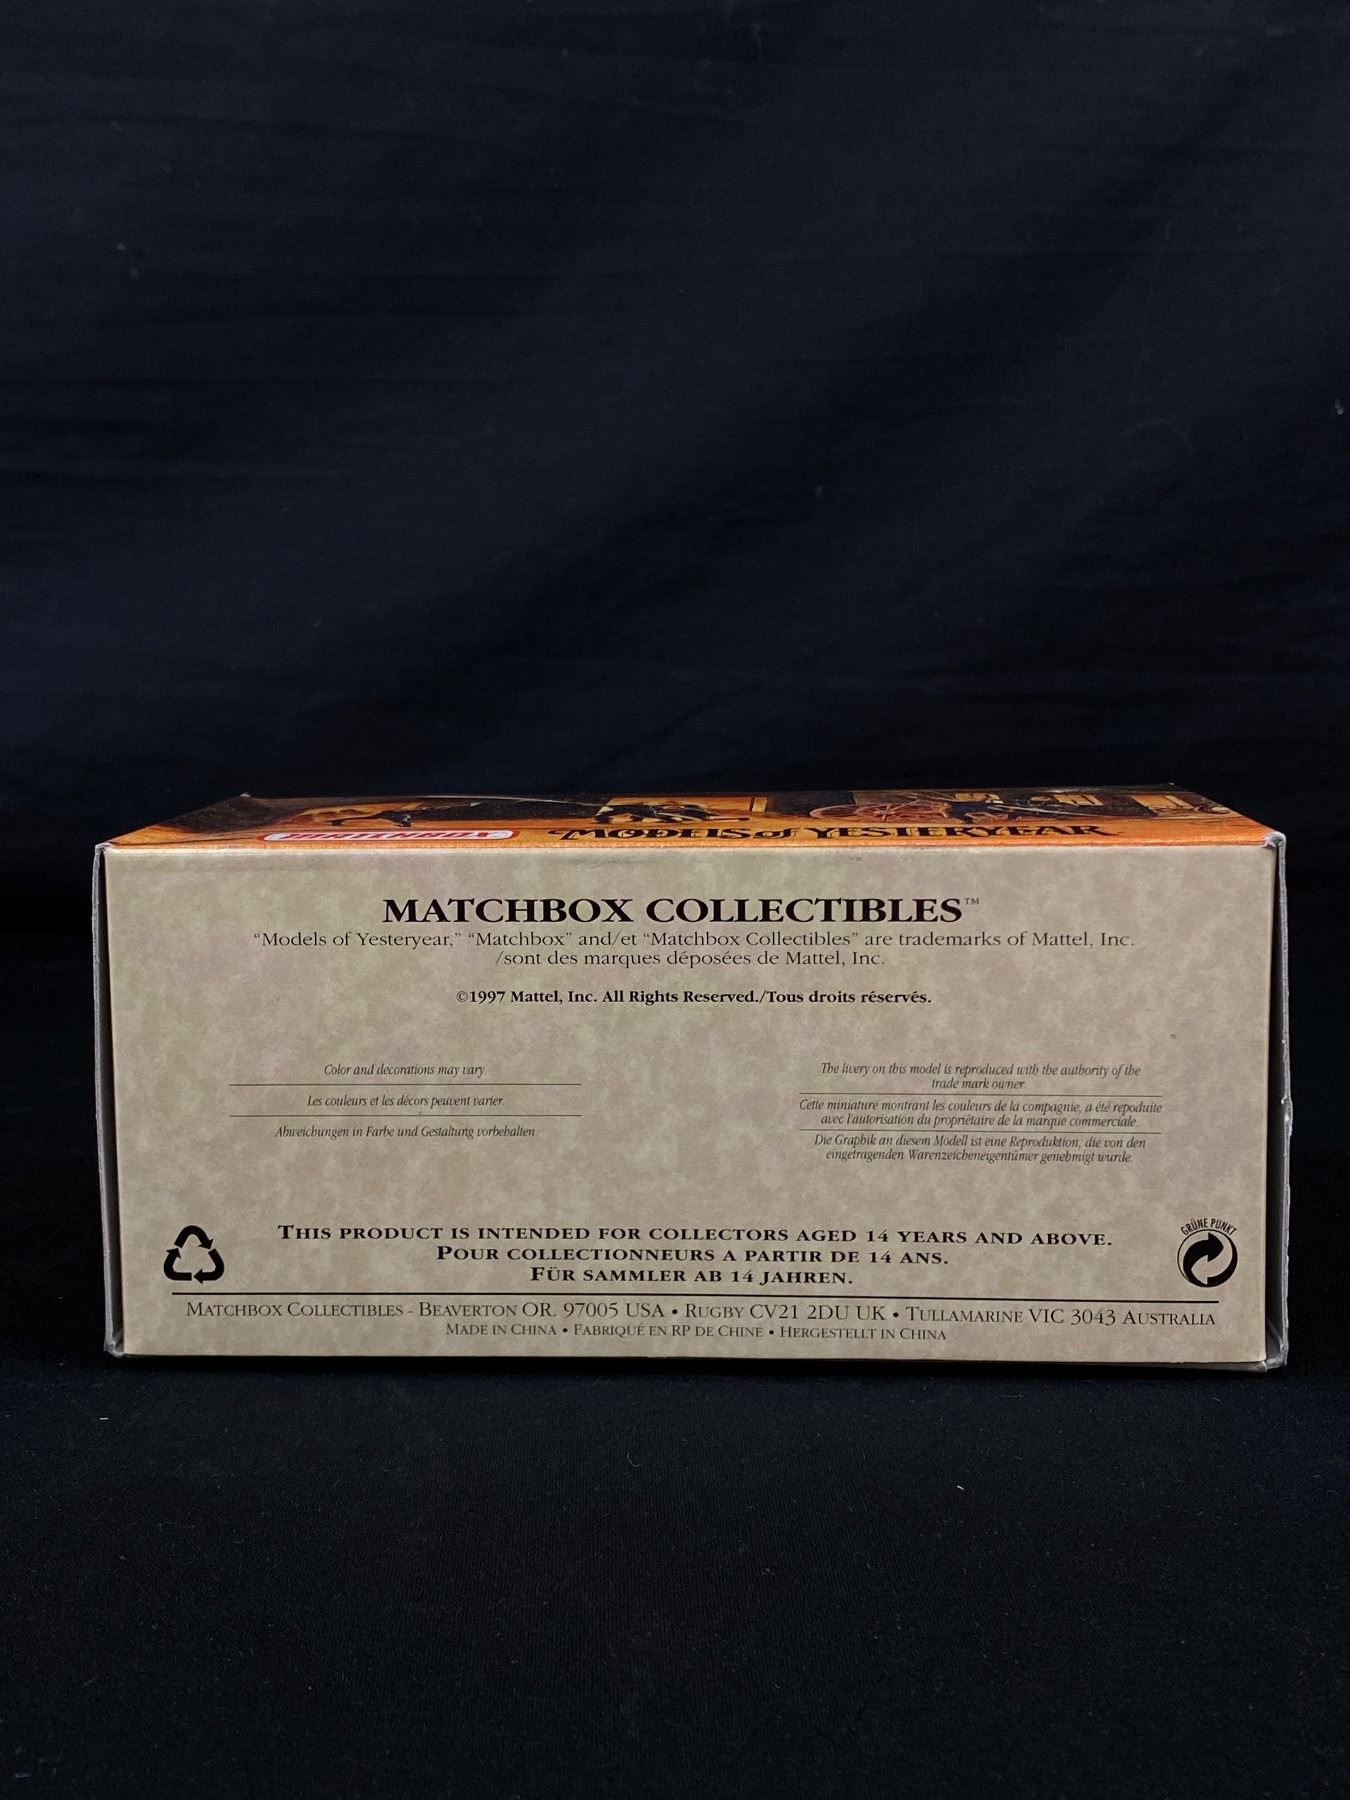 MATCHBOX
MODELS of YESTERYEAR
MATCHBOX COLLECTIBLES™
“Models of Yesteryear,” “Matchbox” and/et “Matchbox Collectibles” are trademarks of Mattel, Inc.
/sont des marques déposées de Mattel, Inc.
©1997 Mattel, Inc. All Rights Reserved./Tous droits réservés.
Color and decorations may vary
Les couleurs et les décors peuvent varier.
Abweichungen in Farbe und Gestaltung vorbehalten
The livery on this model is reproduced with the authority of the
trade mark owner
Cette miniature montrant les couleurs de la compagnie, a été repoduite
avec l'autorisation du propriétaire de la marque commerciale.
Die Graphik an diesem Modell ist eine Reproduktion, die von den
eingetragenden Warenzeicheneigentümer genehmigt wurde.
THIS PRODUCT IS INTENDED FOR COLLECTORS AGED 14 YEARS AND ABOVE.
POUR COLLECTIONNEURS A PARTIR DE 14 ANS.
FÜR SAMMLER AB 14 JAHREN.
GRÜNE PUNKT
MATCHBOX COLLECTIBLES - BEAVERTON OR. 97005 USA • RUGBY CV21 2DU UK • TULLAMARINE VIC 3043 AUSTRALIA
MADE IN CHINA • FABRIQUÉ EN RP DE CHINE • HERGESTELLT IN CHINA